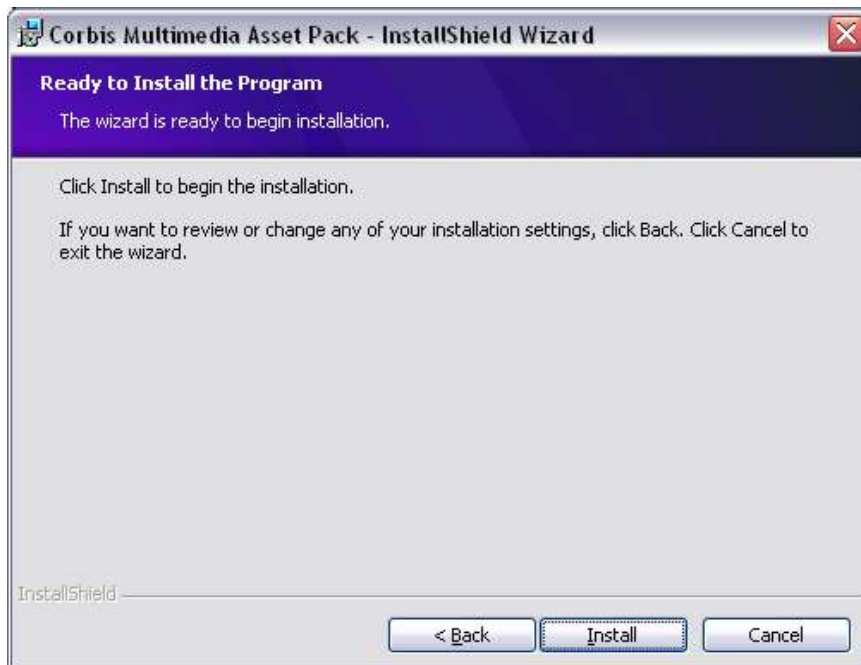 Corbis Multimedia Asset Pack - InstallShield Wizard
Ready to Install the Program
The wizard is ready to begin installation.
Click Install to begin the installation.
If you want to review or change any of your installation settings, click Back. Click Cancel to
exit the wizard.
InstallShield
< Back
Install
Cancel